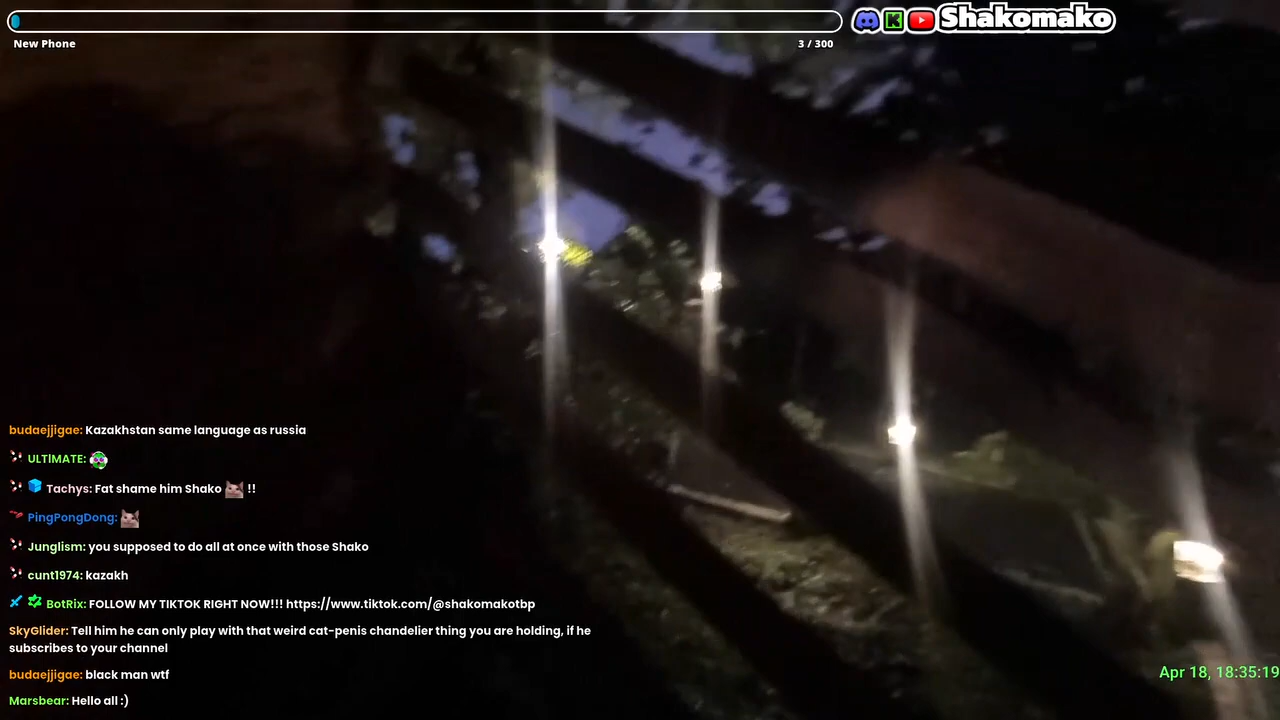 Shakomako
New Phone
3 / 300
budaejjigae: Kazakhstan same language as russia
ULTIMATE:
Tachys: Fat shame him Shako !!
PingPongDong:
Junglism: you supposed to do all at once with those Shako
cunt1974: kazakh
BotRix: FOLLOW MY TIKTOK RIGHT NOW!!! https://www.tiktok.com/@shakomakotbp
SkyGlider: Tell him he can only play with that weird cat-penis chandelier thing you are holding, if he
subscribes to your channel
budaejjigae: black man wtf
Marsbear: Hello all :)
Apr 18, 18:35:19